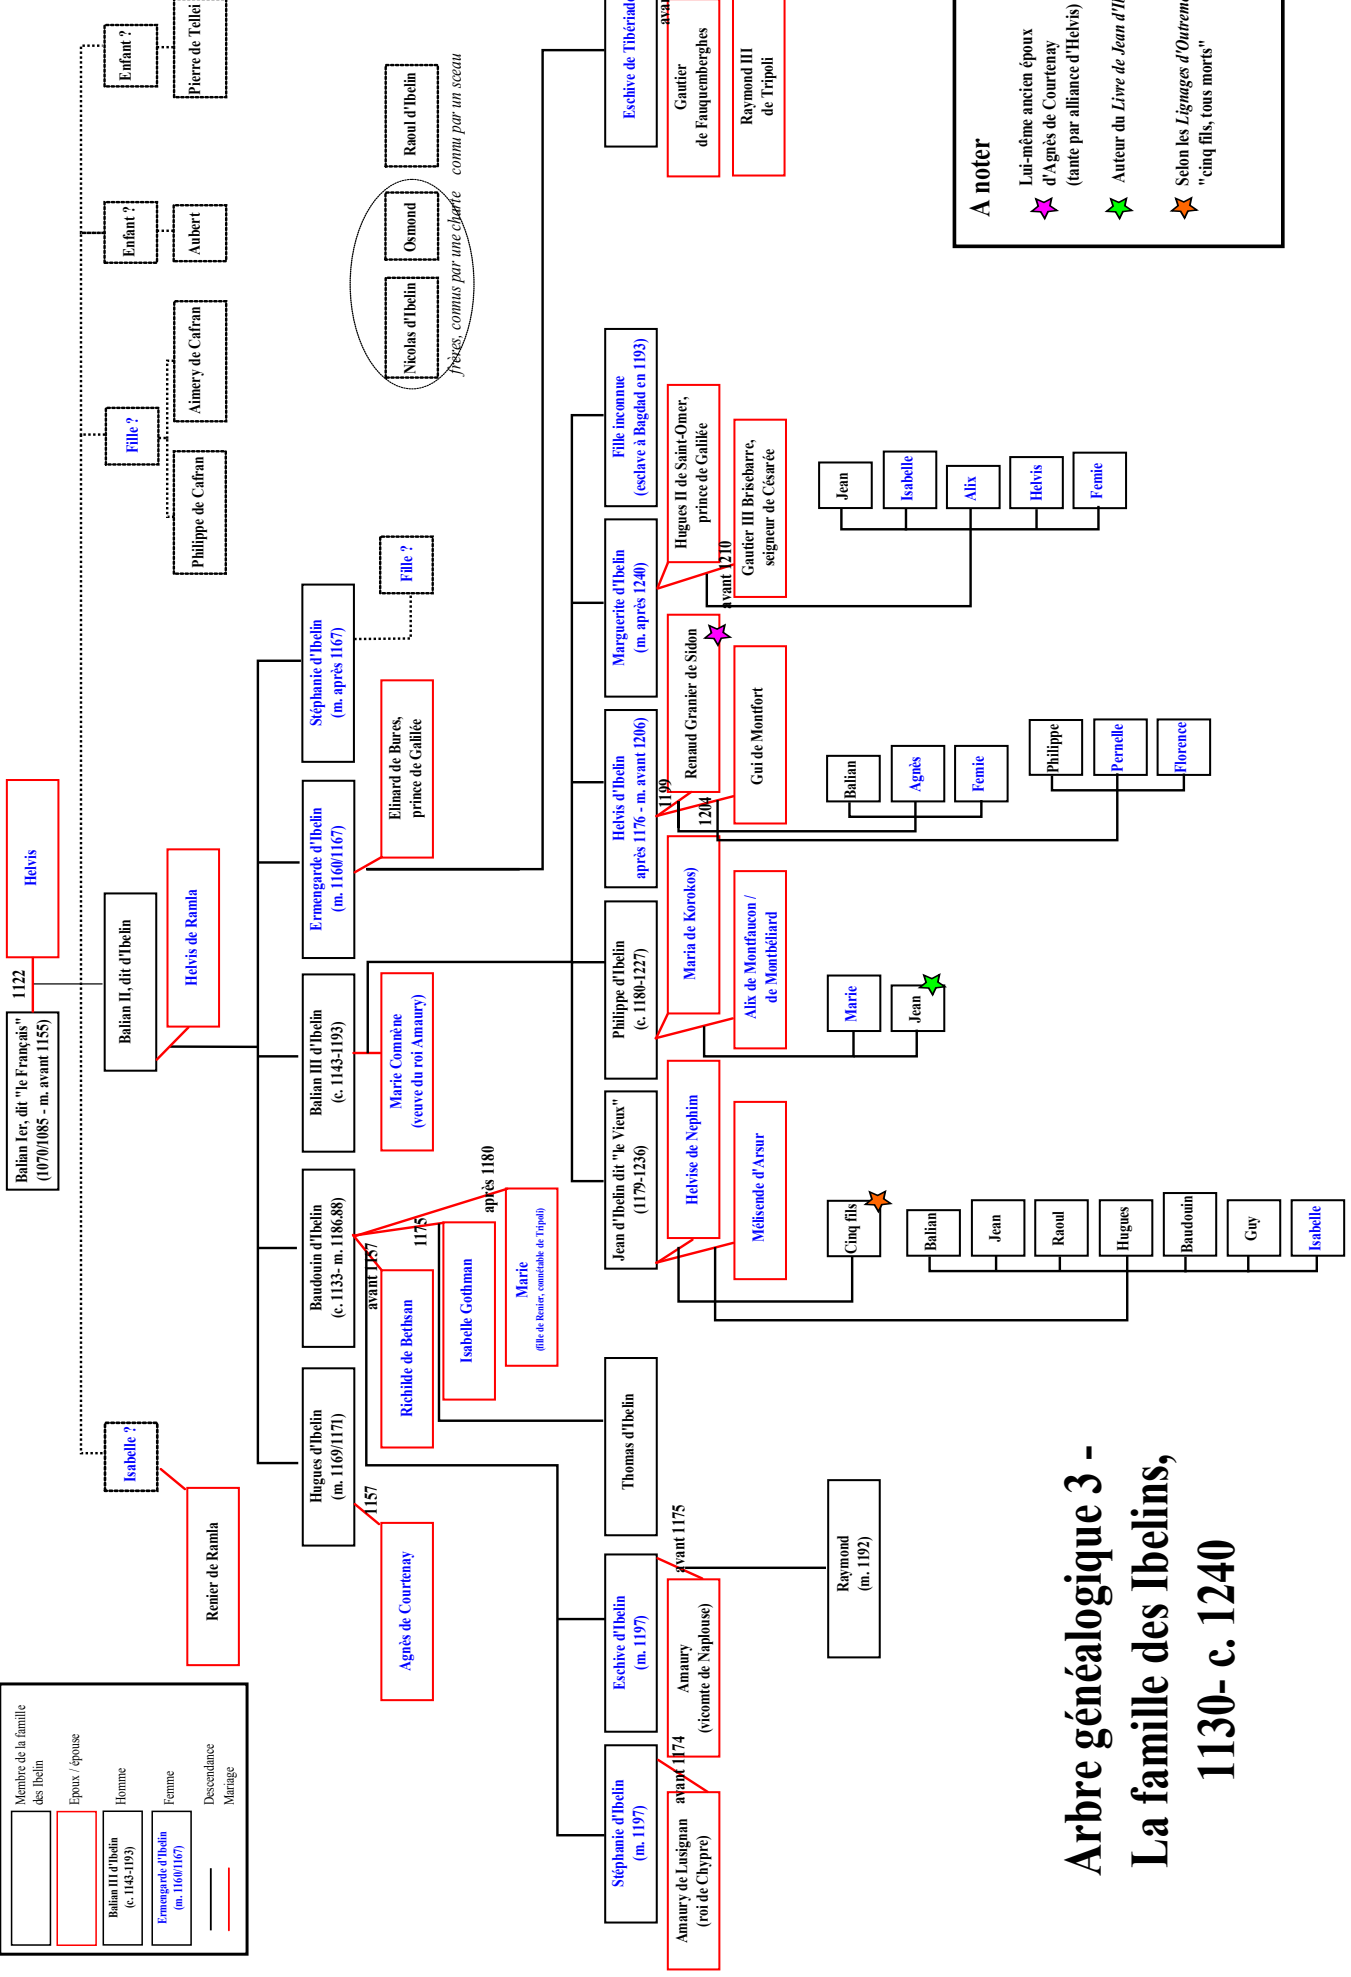 Membre de la famille
des Ibelin
Epoux / épouse
Balian III d'Ibelin
(c. 1143-1193)
Homme
Ermengarde d'Ibelin
(m. 1160/1167)
Femme
Descendance
Mariage
Balian Ier, dit "le Français"
(1070/1085 - m. avant 1155)
1122
Helvis
Isabelle ?
Renier de Ramla
Balian II, dit d'Ibelin
Helvis de Ramla
Fille ?
Philippe de Cafran
Aimery de Cafran
Enfant ?
Aubert
Enfant ?
Pierre de
Hugues d'Ibelin
(m. 1169/1171)
1157
Agnès de Courtenay
Baudouin d'Ibelin
(c. 1133- m. 1186.88)
avant 1157
Richilde de Bethsan
1175
Isabelle Gothman
après 1180
Marie
(fille de Renier, connétable de Tripoli)
Balian III d'Ibelin
(c. 1143-1193)
Marie Comnène
(veuve du roi Amaury)
Ermengarde d'Ibelin
(m. 1160/1167)
Elinard de Bures,
prince de Galilée
Stéphanie d'Ibelin
(m. après 1167)
Fille ?
Nicolas d'Ibelin
Osmond
frères, connus par une charte
Raoul d'Ibelin
connu par un sceau
Stéphanie d'Ibelin
(m. 1197)
avant 1174
Amaury de Lusignan
(roi de Chypre)
Eschive d'Ibelin
(m. 1197)
avant 1175
Amaury
(vicomte de Naplouse)
Raymond
(m. 1192)
Thomas d'Ibelin
Jean d'Ibelin dit "le Vieux"
(1179-1236)
Helvise de Nephim
Mélisende d'Arsur
Cinq fils
Balian
Jean
Raoul
Hugues
Baudouin
Guy
Isabelle
Philippe d'Ibelin
(c. 1180-1227)
Maria de Korokos)
Alix de Montfaucon /
de Montbéliard
Marie
Jean
Helvis d'Ibelin
après 1176 - m. avant 1206)
1199
Renaud Granier de Sidon
1204
Gui de Montfort
Balian
Agnès
Femie
Philippe
Pernelle
Florence
Marguerite d'Ibelin
(m. après 1240)
Hugues II de Saint-Omer,
prince de Galilée
avant 1210
Gautier III Brisebarre,
seigneur de Césarée
Jean
Isabelle
Alix
Helvis
Femie
Fille inconnue
(esclave à Bagdad en 1193)
Eschive de Tibériade
Gautier
de Fauquemberghes
Raymond III
de Tripoli
A noter
Lui-même ancien époux
d'Agnès de Courtenay
(tante par alliance d'Helvis)
Auteur du Livre de Jean
Selon les Lignages
"cinq fils, tous morts"
Arbre généalogique 3 -
La famille des Ibelins,
1130- c. 1240